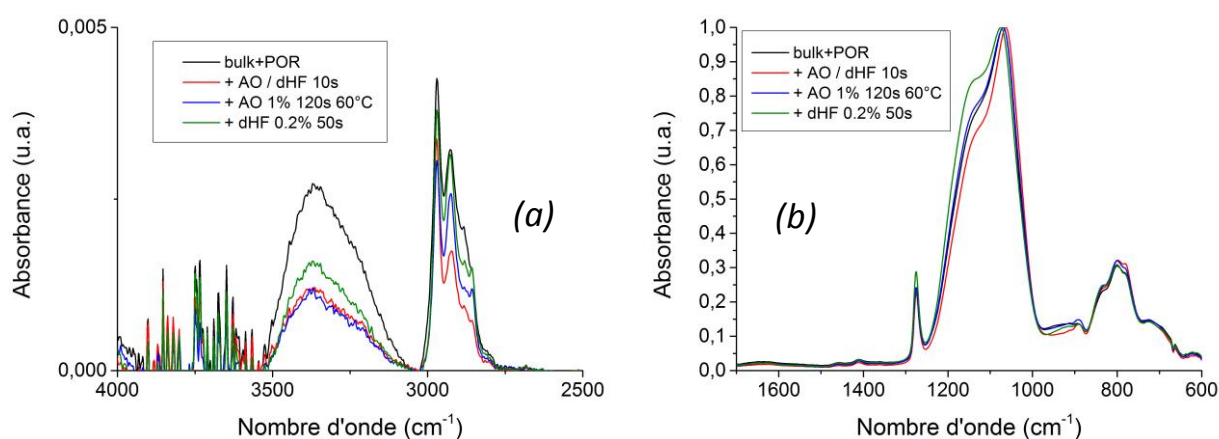 0,005
bulk+POR
+ AO / dHF 10s
+ AO 1% 120s 60°C
+ dHF 0.2% 50s
(a)
Absorbance (u.a.)
0,000
4000 3500 3000 2500
Nombre d'onde (cm-1)
1,0
0,9
0,8
0,7
0,6
0,5
0,4
0,3
0,2
0,1
0,0
bulk+POR
+ AO / dHF 10s
+ AO 1% 120s 60°C
+ dHF 0.2% 50s
(b)
Absorbance (u.a.)
1600 1400 1200 1000 800 600
Nombre d'onde (cm-1)